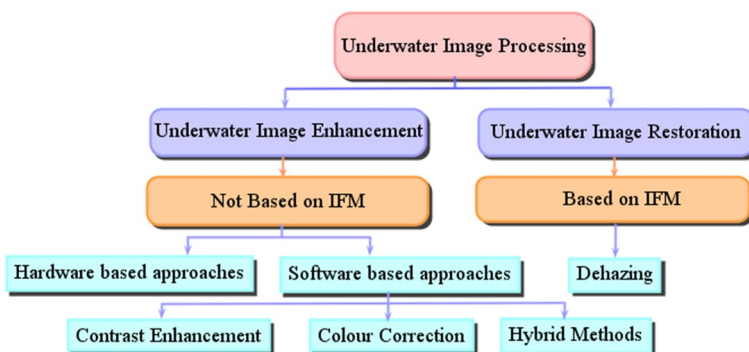 Underwater Image Processing
Underwater Image Enhancement
Underwater Image Restoration
Not Based on IFM
Based on IFM
Hardware based approaches
Software based approaches
Dehazing
Contrast Enhancement
Colour Correction
Hybrid Methods